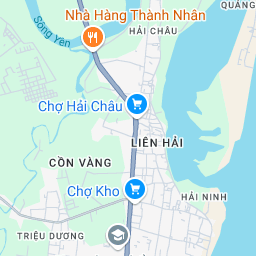 QUẢNG
Nhà Hàng Thành Nhân
Sông Yên
HẢI CHÂU
Chợ Hải Châu
LIÊN HẢI
CỒN VÀNG
Chợ Kho
HẢI NINH
TRIỆU DƯƠNG